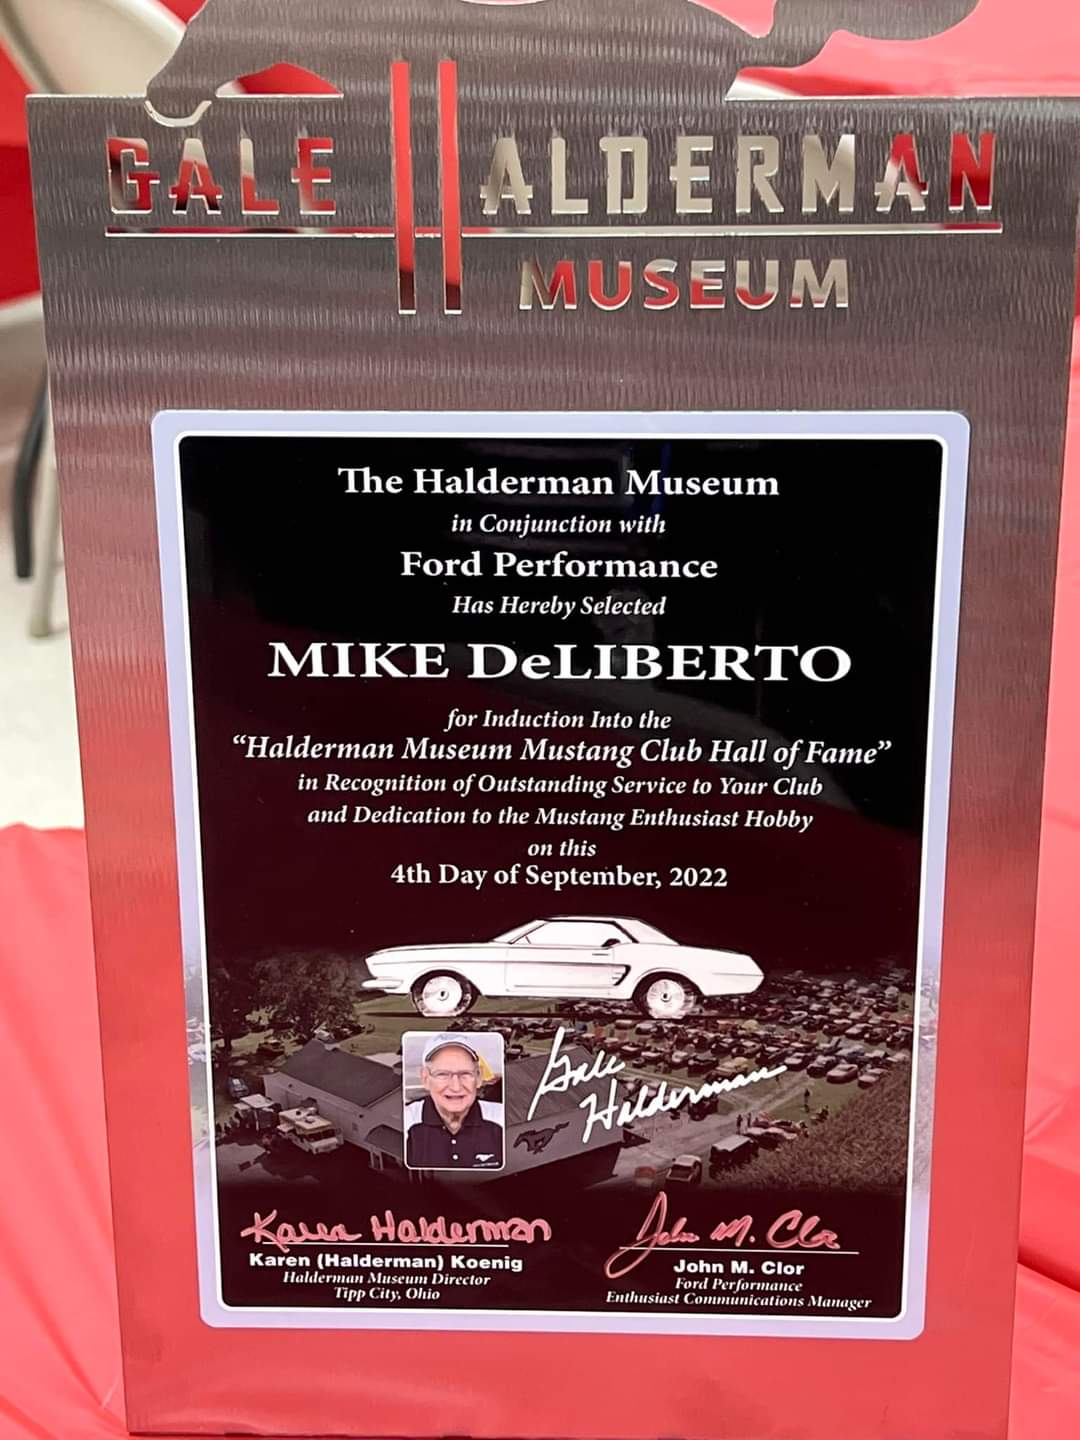 GALE HALDERMAN
MUSEUM
The Halderman Museum
in Conjunction with
Ford Performance
Has Hereby Selected
MIKE DeLIBERTO
for Induction Into the
“Halderman Museum Mustang Club Hall of Fame”
in Recognition of Outstanding Service to Your Club
and Dedication to the Mustang Enthusiast Hobby
on this
4th Day of September, 2022
Gale
Halderman
Karen Halderman
Karen (Halderman) Koenig
Halderman Museum Director
Tipp City, Ohio
John M. Clor
John M. Clor
Ford Performance
Enthusiast Communications Manager